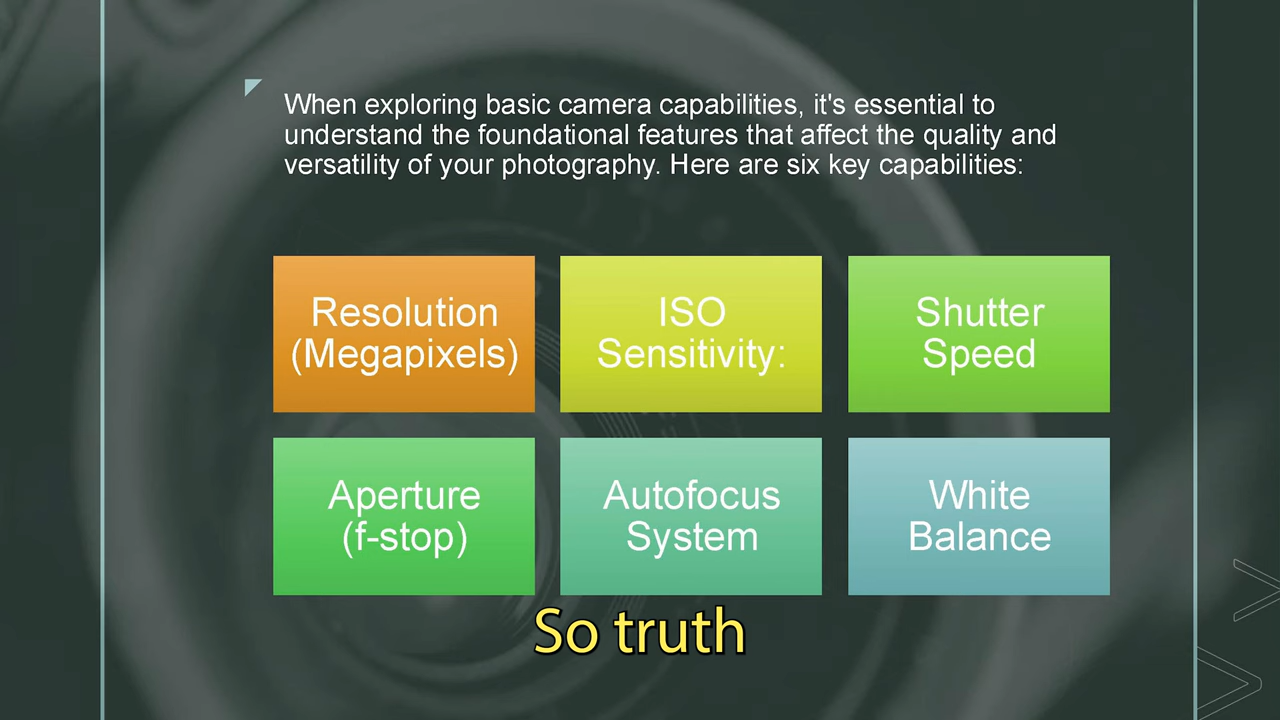 When exploring basic camera capabilities, it's essential to
understand the foundational features that affect the quality and
versatility of your photography. Here are six key capabilities:
Resolution
(Megapixels)
ISO
Sensitivity:
Shutter
Speed
Aperture
(f-stop)
Autofocus
System
White
Balance
So truth